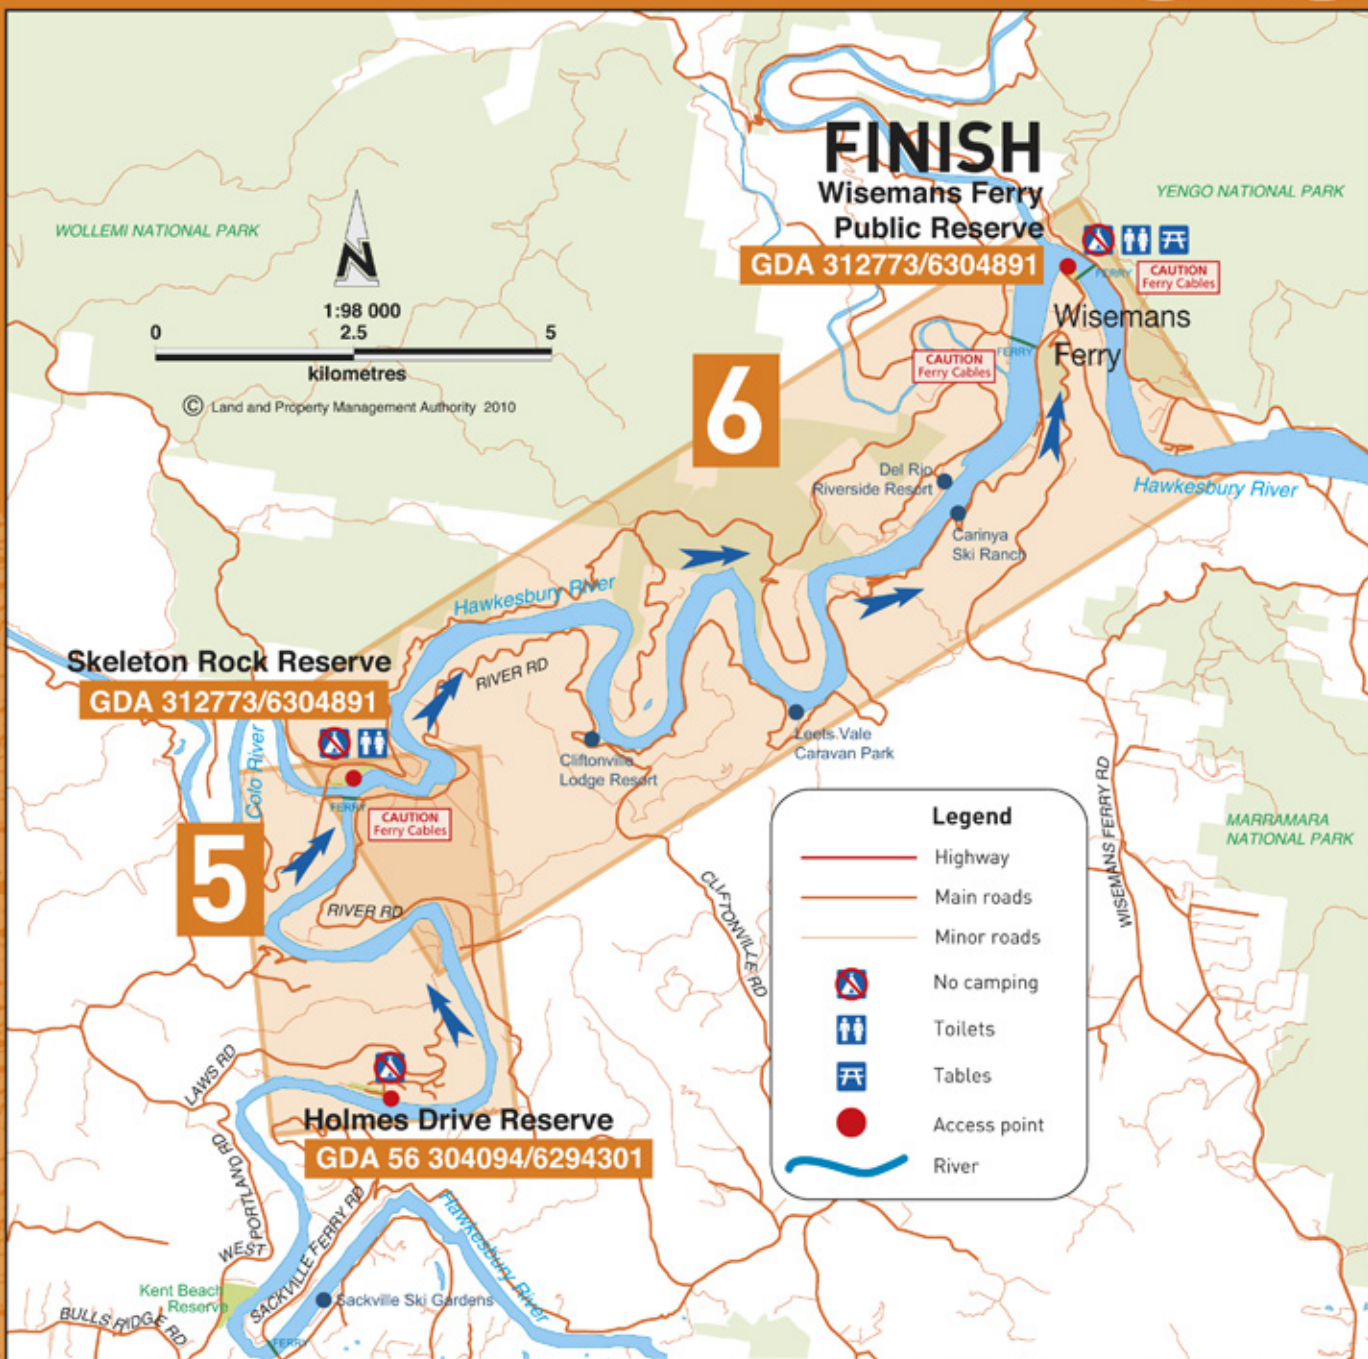 FINISH
Wisemans Ferry
Public Reserve
GDA 312773/6304891
YENGO NATIONAL PARK
WOLLEMI NATIONAL PARK
N
1:98 000
0 2.5 5
kilometres
© Land and Property Management Authority 2010
FERRY
CAUTION
Ferry Cables
Wisemans
Ferry
FERRY
CAUTION
Ferry Cables
6
Del Rio
Riverside Resort
Hawkesbury River
Carinya
Ski Ranch
Hawkesbury River
Skeleton Rock Reserve
GDA 312773/6304891
RIVER RD
Colo River
Cliftonville
Lodge Resort
Leets Vale
Caravan Park
FERRY
CAUTION
Ferry Cables
5
RIVER RD
CLIFTONVILLE RD
WISEMANS FERRY RD
MARRAMARA
NATIONAL PARK
Legend
Highway
Main roads
Minor roads
No camping
Toilets
Tables
Access point
River
LAWS RD
Holmes Drive Reserve
GDA 56 304094/6294301
WEST PORTLAND RD
SACKVILLE FERRY RD
Hawkesbury River
Kent Beach
Reserve
Sackville Ski Gardens
BULLS RIDGE RD
FERRY